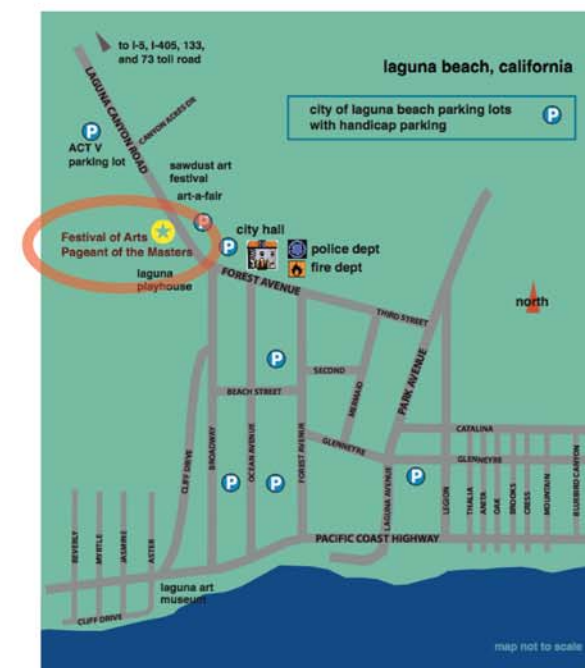 to I-5, I-405, 133,
and 73 toll road
laguna beach, california
city of laguna beach parking lots
with handicap parking
P
LAGUNA CANYON ROAD
CANYON ACRES DR
P
ACT V
parking lot
sawdust art
festival
art-a-fair
P
Festival of Arts
Pageant of the Masters
P
city hall
police dept
fire dept
laguna
playhouse
FOREST AVENUE
north
THIRD STREET
P
SECOND
MERMAID
PARK AVENUE
BEACH STREET
CATALINA
GLENNEYRE
GLENNEYRE
CLIFF DRIVE
BROADWAY
OCEAN AVENUE
FOREST AVENUE
P
P
P
LAGUNA AVENUE
LEGION
THALIA
ANITA
OAK
BROOKS
CRESS
MOUNTAIN
BLUEBIRD CANYON
BEVERLY
MYRTLE
JASMINE
ASTER
PACIFIC COAST HIGHWAY
laguna art
museum
CLIFF DRIVE
map not to scale